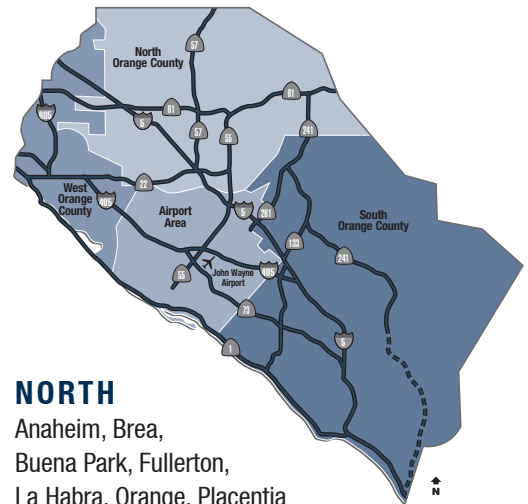 57
North
Orange County
91
91
605
5
57
55
241
22
West
Orange
County
405
Airport
Area
5
261
South
Orange County
133
241
55
John Wayne
Airport
405
73
5
1
NORTH
Anaheim, Brea,
Buena Park, Fullerton,
La Habra, Orange, Placentia
N